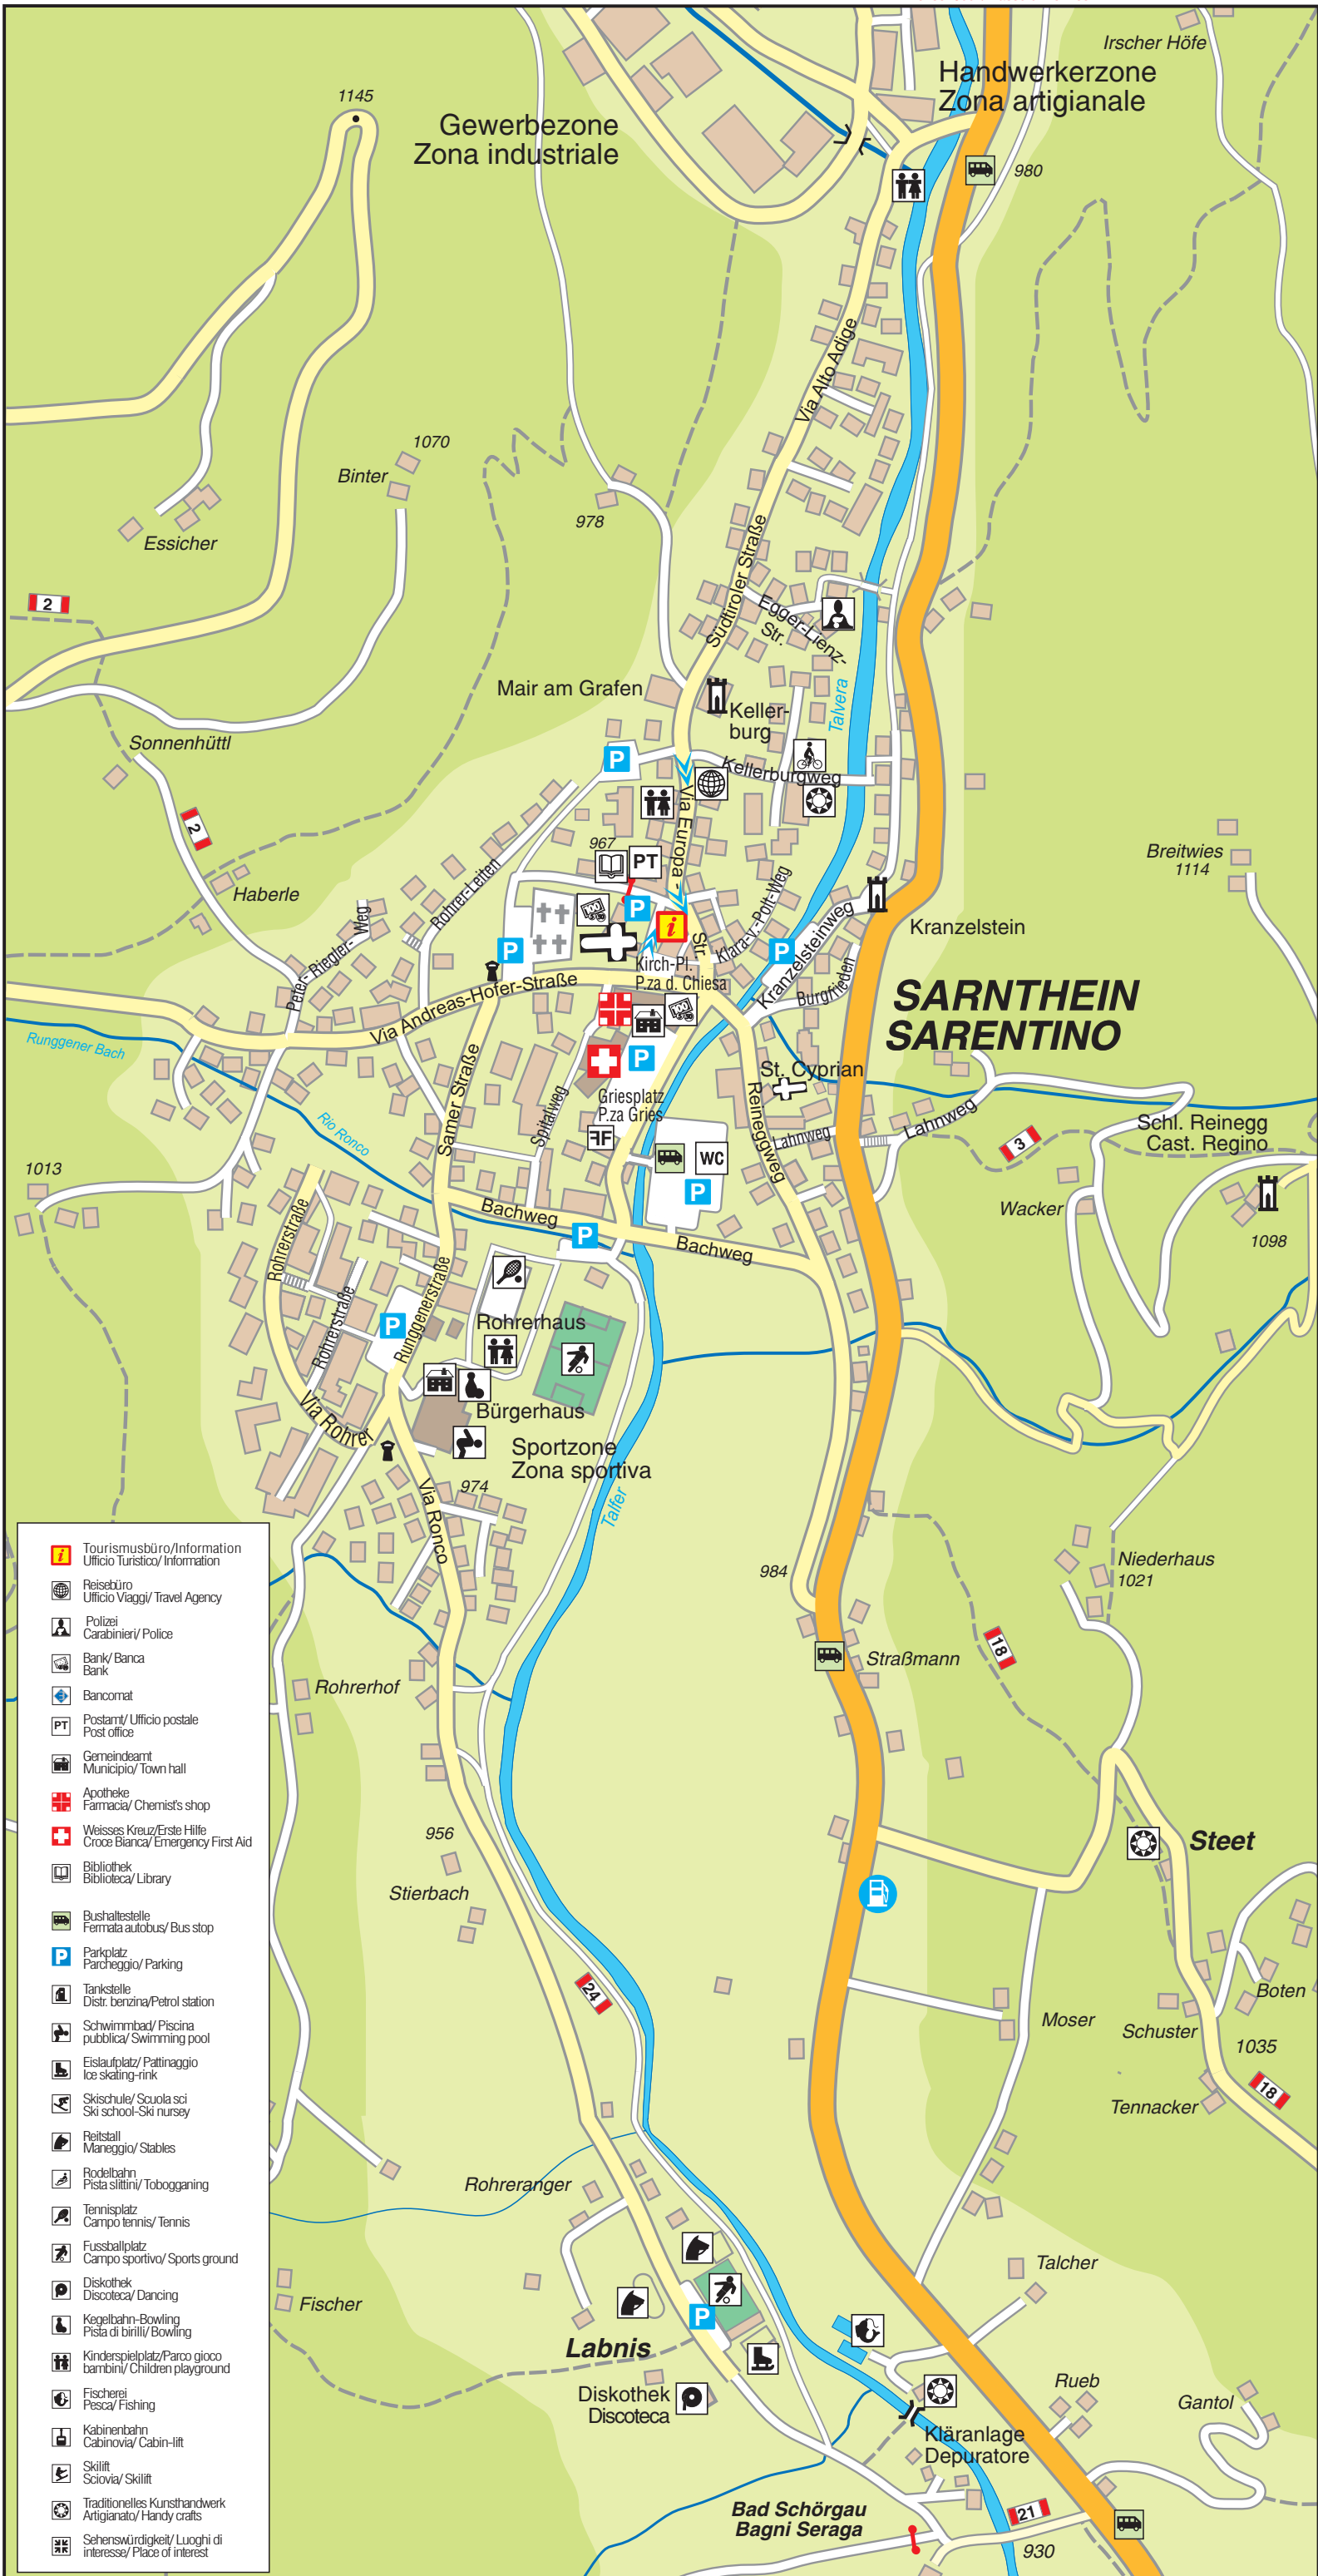 Irscher Höfe
Handwerkerzone
Zona artigianale
1145
Gewerbezone
Zona industriale
980
Via Alto Adige
1070
Binter
978
Essicher
Südtiroler Straße
2
Egger-Lienz-
Str.
Mair am Grafen
Keller-
burg
Talvera
Sonnenhüttl
P
Kellerburgweg
2
Via Europa -
Str.
967
PT
Breitwies
1114
Haberle
Rohrer-Leiten
Klara-v.-Polt-Weg
P
i
Kranzelstein
Peter-Riegler-Weg
P
P
Kranzelsteinweg
Kirch-Pl.
P.za d. Chiesa
Burgfrieden
SARNTHEIN
SARENTINO
Via Andreas-Hofer-Straße
Runggener Bach
P
St. Cyprian
Samer Straße
Spitalweg
Griesplatz
P.za Gries
Reineggweg
Rio Ronco
FF
Lahnweg
Lahnweg
Schl. Reinegg
Cast. Regino
3
WC
1013
P
Wacker
Bachweg
P
Bachweg
1098
Rohrerstraße
Runggenerstraße
Rohrerstraße
P
Rohrerhaus
Bürgerhaus
Via Rohrer
Sportzone
Zona sportiva
974
Via Ronco
Talfer
984
Niederhaus
1021
18
Straßmann
Rohrerhof
956
Steet
Stierbach
24
Boten
Moser
Schuster
1035
18
Tennacker
Rohreranger
Talcher
Fischer
P
Labnis
Rueb
Gantol
Diskothek
Discoteca
Kläranlage
Depuratore
Bad Schörgau
Bagni Seraga
21
930
i
Tourismusbüro/Information
Ufficio Turistico/ Information
Reisebüro
Ufficio Viaggi/ Travel Agency
Polizei
Carabinieri/ Police
Bank/ Banca
Bank
Bancomat
PT
Postamt/ Ufficio postale
Post office
Gemeindeamt
Municipio/ Town hall
Apotheke
Farmacia/ Chemist's shop
Weisses Kreuz/Erste Hilfe
Croce Bianca/ Emergency First Aid
Bibliothek
Biblioteca/ Library
Bushaltestelle
Fermata autobus/ Bus stop
P
Parkplatz
Parcheggio/ Parking
Tankstelle
Distr. benzina/Petrol station
Schwimmbad/ Piscina
pubblica/ Swimming pool
Eislaufplatz/ Pattinaggio
Ice skating-rink
Skischule/ Scuola sci
Ski school-Ski nursey
Reitstall
Maneggio/ Stables
Rodelbahn
Pista slittini/ Tobogganing
Tennisplatz
Campo tennis/ Tennis
Fussballplatz
Campo sportivo/ Sports ground
Diskothek
Discoteca/ Dancing
Kegelbahn-Bowling
Pista di birilli/ Bowling
Kinderspielplatz/Parco gioco
bambini/ Children playground
Fischerei
Pesca/ Fishing
Kabinenbahn
Cabinovia/ Cabin-lift
Skilift
Sciovia/ Skilift
Traditionelles Kunsthandwerk
Artigianato/ Handy crafts
Sehenswürdigkeit/ Luoghi di
interesse/ Place of interest